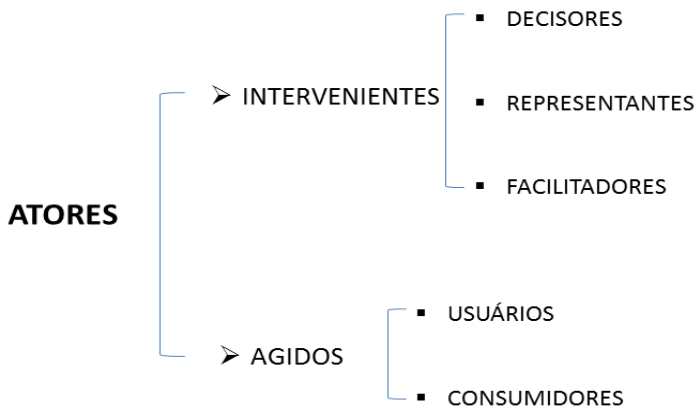 ATORES
INTERVENIENTES
DECISORES
REPRESENTANTES
FACILITADORES
AGIDOS
USUÁRIOS
CONSUMIDORES